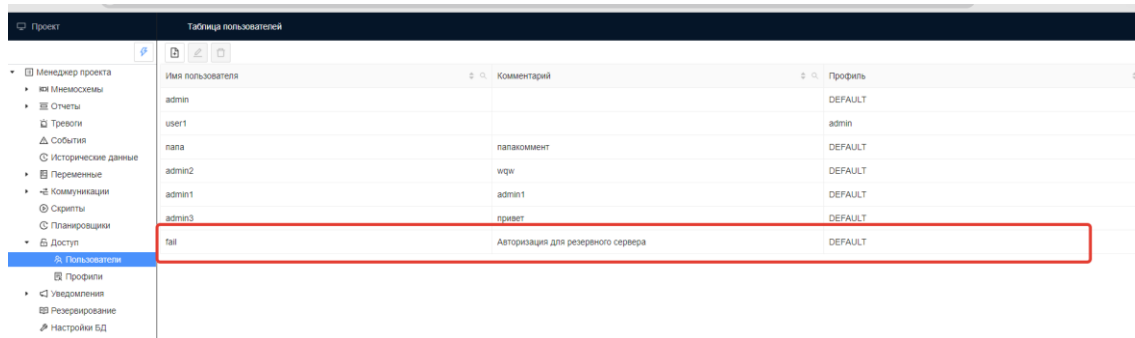 Проект
Таблица пользователей
Менеджер проекта
Мнемосхемы
Отчеты
Тревоги
События
Исторические данные
Переменные
Коммуникации
Скрипты
Планировщики
Доступ
Пользователи
Профили
Уведомления
Резервирование
Настройки БД
Имя пользователя Комментарий Профиль
admin DEFAULT
user1 admin
папа папакоммент DEFAULT
admin2 wqw DEFAULT
admin1 admin1 DEFAULT
admin3 привет DEFAULT
fail Авторизация для резервного сервера DEFAULT